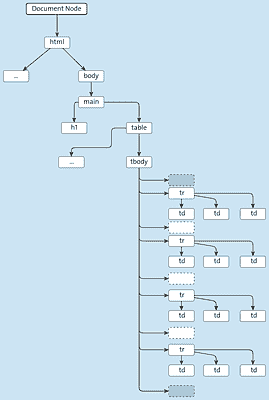 Document Node
html
...
body
main
h1
table
...
tbody
tr
td td td
tr
td td td
tr
td td td
tr
td td td